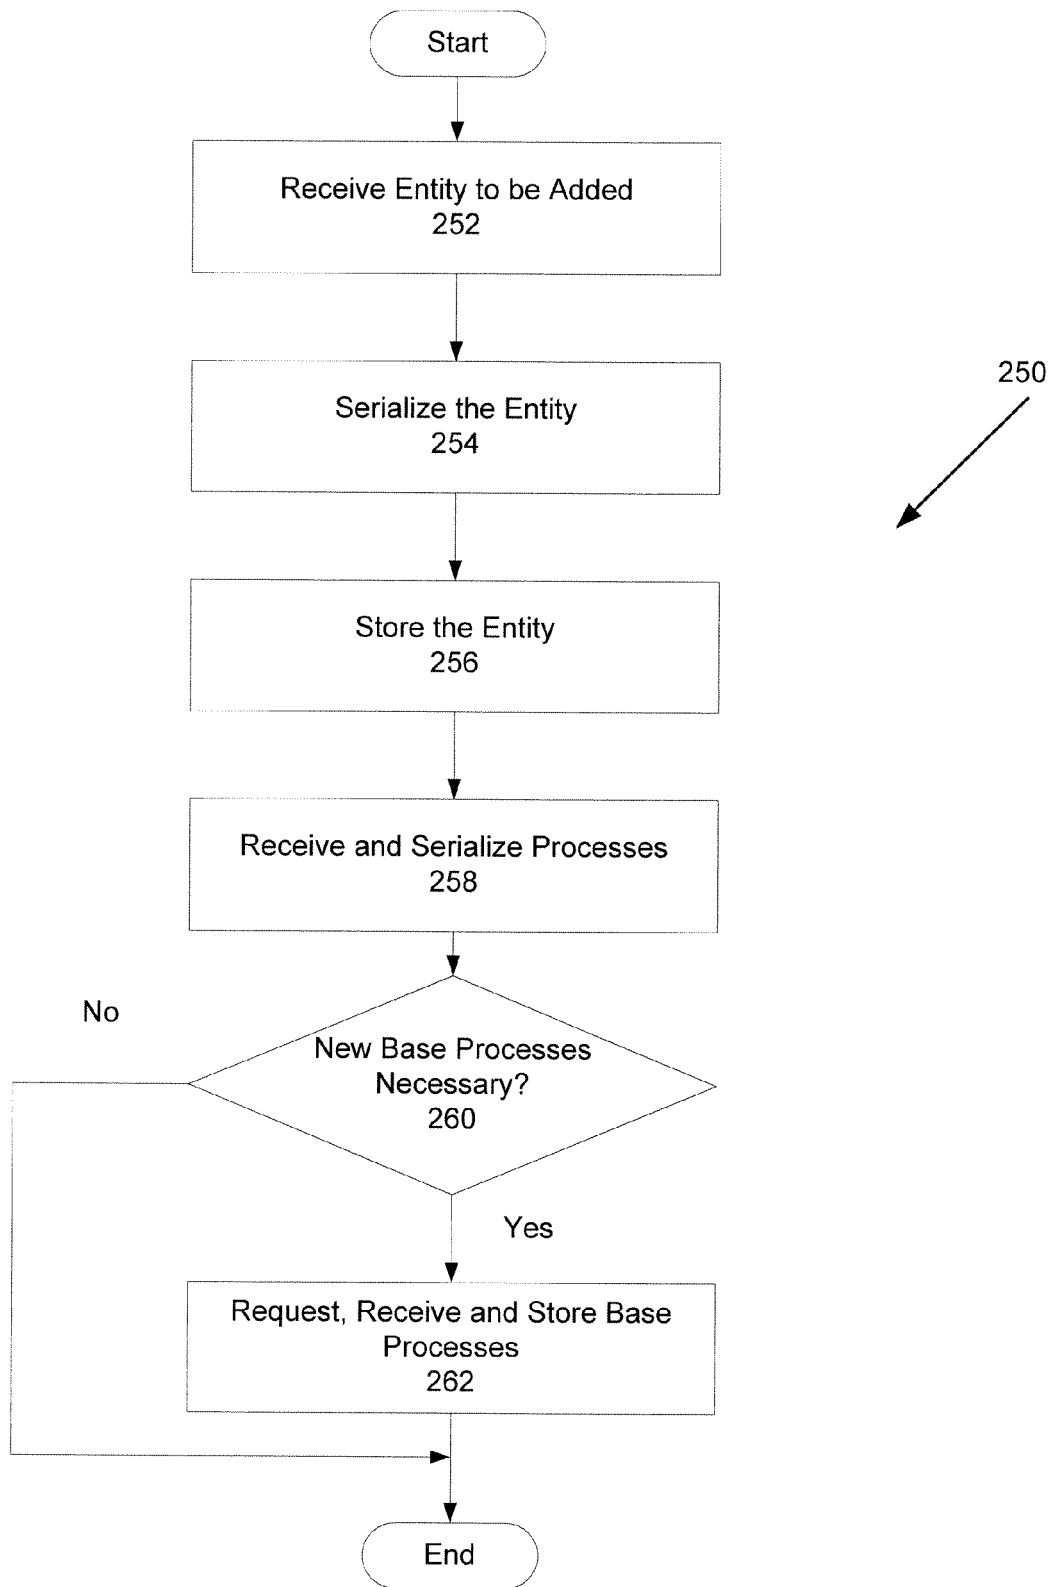 Start
Receive Entity to be Added
252
Serialize the Entity
254
250
Store the Entity
256
Receive and Serialize Processes
258
No
New Base Processes
Necessary?
260
Yes
Request, Receive and Store Base
Processes
262
End